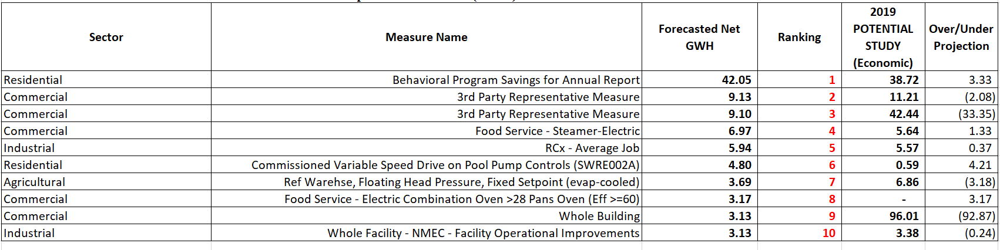 Sector Measure Name Forecasted Net GWH Ranking 2019 POTENTIAL STUDY (Economic) Over/Under Projection
Residential Behavioral Program Savings for Annual Report 42.05 1 38.72 3.33
Commercial 3rd Party Representative Measure 9.13 2 11.21 (2.08)
Commercial 3rd Party Representative Measure 9.10 3 42.44 (33.35)
Commercial Food Service - Steamer-Electric 6.97 4 5.64 1.33
Industrial RCx - Average Job 5.94 5 5.57 0.37
Residential Commissioned Variable Speed Drive on Pool Pump Controls (SWRE002A) 4.80 6 0.59 4.21
Agricultural Ref Warehse, Floating Head Pressure, Fixed Setpoint (evap-cooled) 3.69 7 6.86 (3.18)
Commercial Food Service - Electric Combination Oven >28 Pans Oven (Eff >=60) 3.17 8 - 3.17
Commercial Whole Building 3.13 9 96.01 (92.87)
Industrial Whole Facility - NMEC - Facility Operational Improvements 3.13 10 3.38 (0.24)